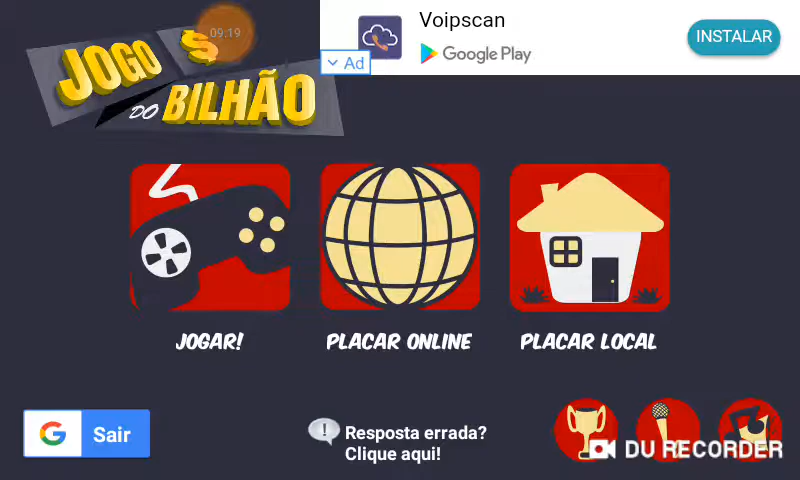 JOGO $
DO BILHÃO
09:19
Voipscan
Google Play
INSTALAR
Ad
JOGAR!
PLACAR ONLINE
PLACAR LOCAL
G Sair
Resposta errada?
Clique aqui!
DU RECORDER